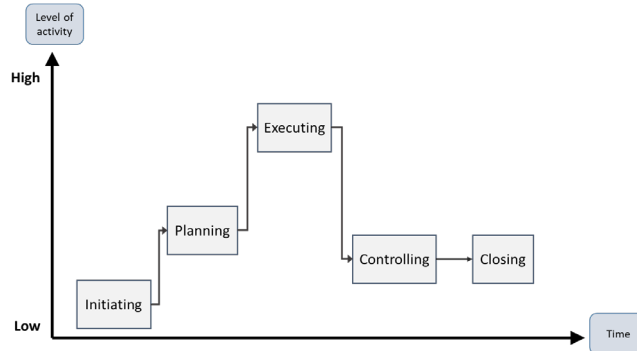 Level of
activity
High
Executing
Planning
Controlling
Closing
Initiating
Low
Time